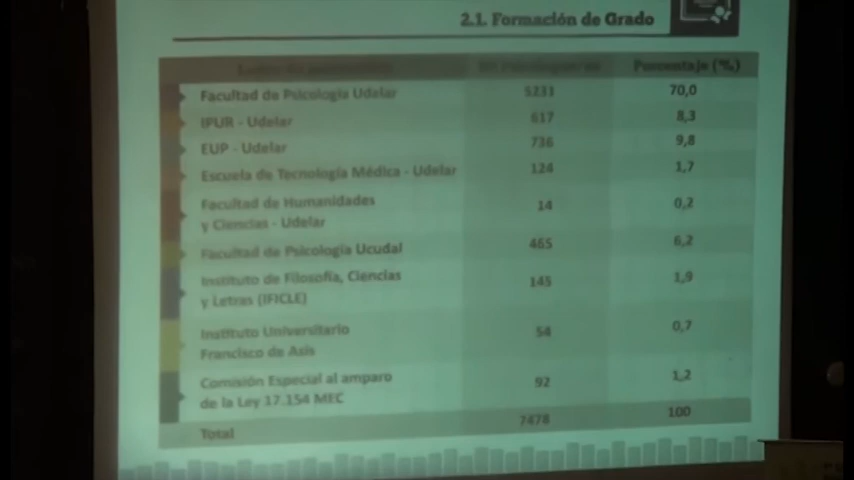 2.1. Formación de Grado
Porcentaje (%)
Facultad de Psicología Udelar 5231 70,0
IPUR - Udelar 617 8,3
EUP - Udelar 736 9,8
Escuela de Tecnología Médica - Udelar 124 1,7
Facultad de Humanidades
y Ciencias - Udelar 14 0,2
Facultad de Psicología Ucudal 465 6,2
Instituto de Filosofía, Ciencias
y Letras (IFICLE) 145 1,9
Instituto Universitario
Francisco de Asís 54 0,7
Comisión Especial al amparo
de la Ley 17.154 MEC 92 1,2
Total 7478 100